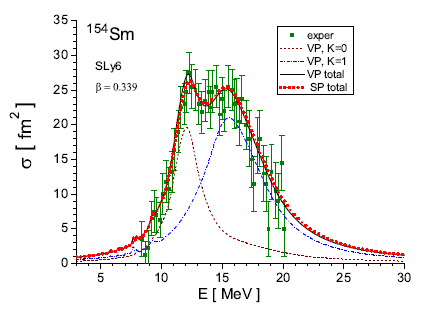 35
30
25
20
15
10
5
0
σ [ fm²]
¹⁵⁴Sm
SLy6
β = 0.339
exper
VP, K=0
VP, K=1
VP total
SP total
5 10 15 20 25 30
E [ MeV ]